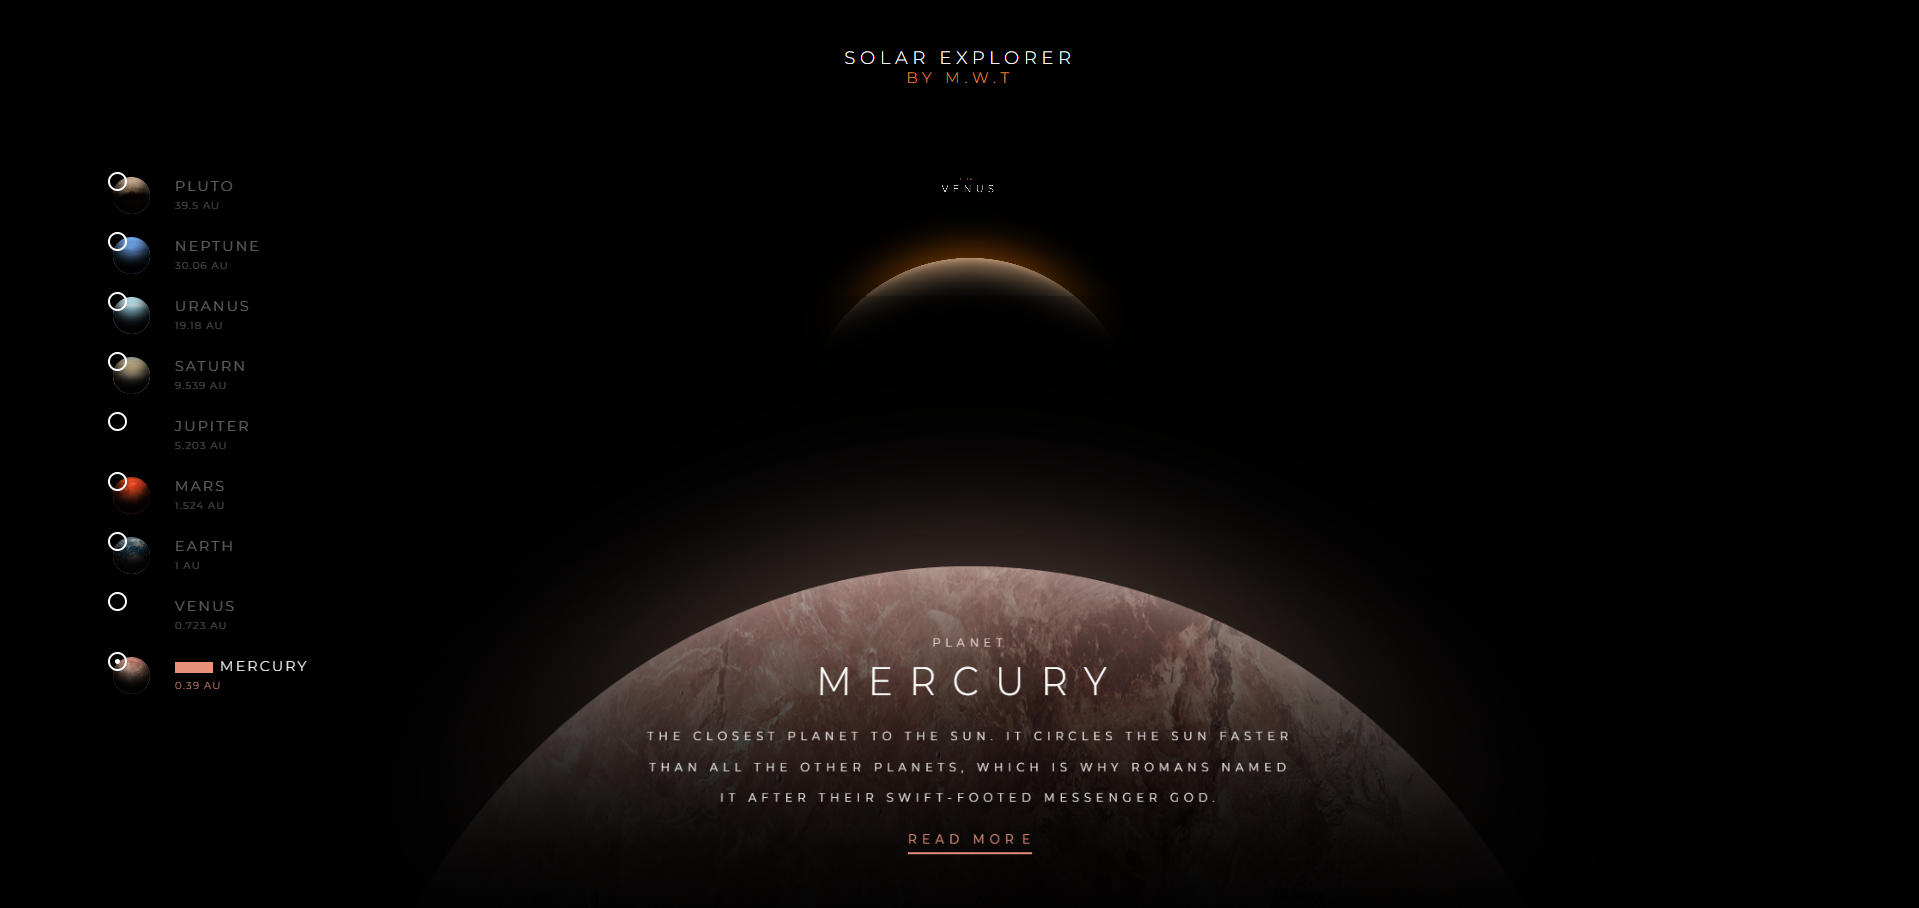 SOLAR EXPLORER
BY M.W.T
PLUTO
39.5 AU
NEPTUNE
30.06 AU
URANUS
19.18 AU
SATURN
9.539 AU
JUPITER
5.203 AU
MARS
1.524 AU
EARTH
1 AU
VENUS
0.723 AU
MERCURY
0.39 AU
VENUS
PLANET
MERCURY
THE CLOSEST PLANET TO THE SUN. IT CIRCLES THE SUN FASTER
THAN ALL THE OTHER PLANETS, WHICH IS WHY ROMANS NAMED
IT AFTER THEIR SWIFT-FOOTED MESSENGER GOD.
READ MORE